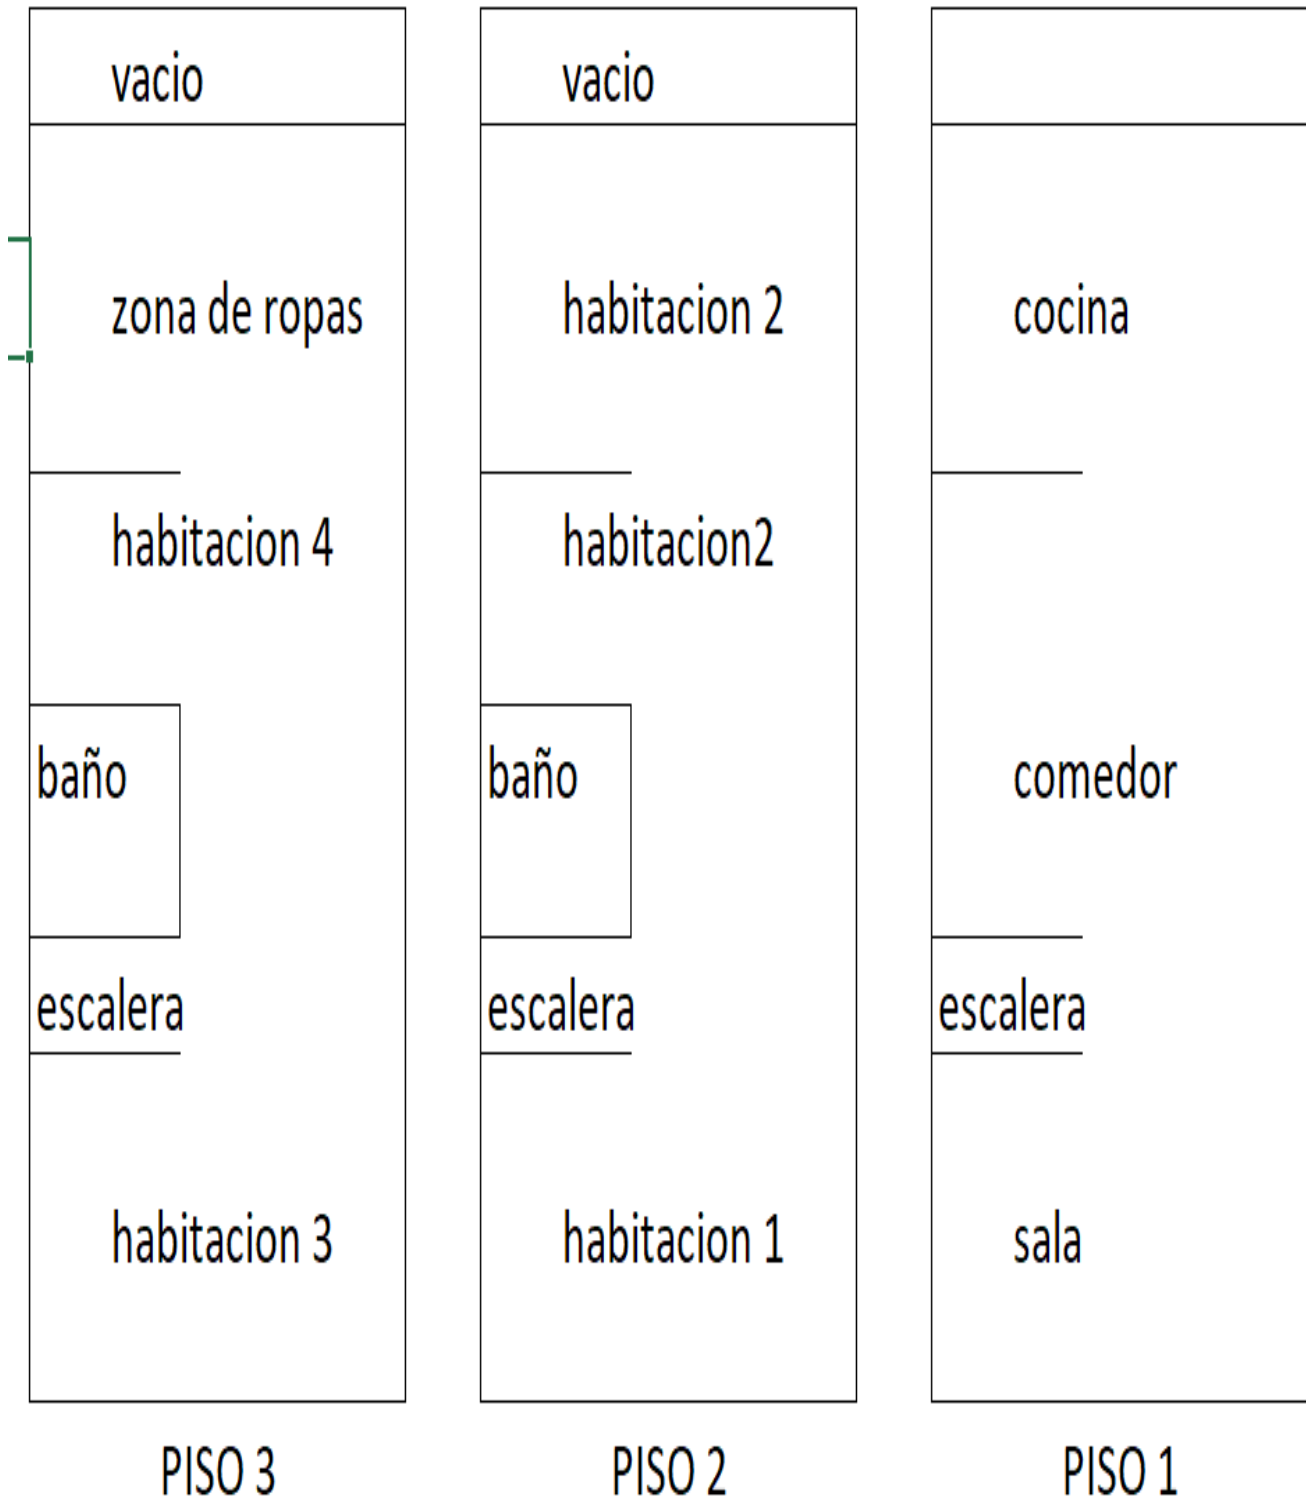 vacio
zona de ropas
habitacion 4
baño
escalera
habitacion 3
PISO 3
vacio
habitacion 2
habitacion2
baño
escalera
habitacion 1
PISO 2
cocina
comedor
escalera
sala
PISO 1